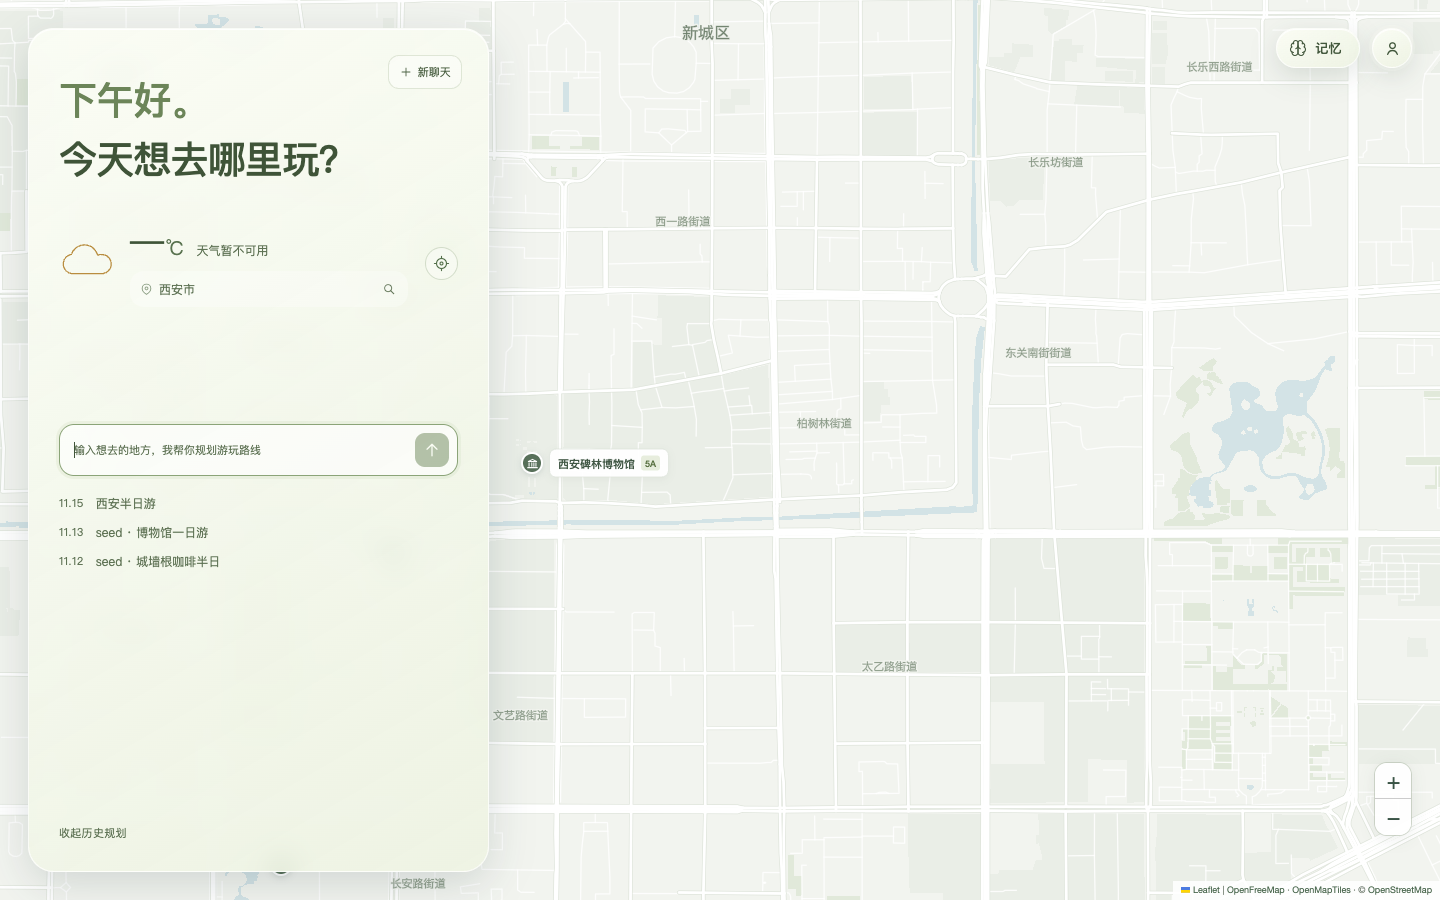 新聊天
下午好。
今天想去哪里玩?
—°C 天气暂不可用
西安市
输入想去的地方，我帮你规划游玩路线
11.15 西安半日游
11.13 seed · 博物馆一日游
11.12 seed · 城墙根咖啡半日
收起历史规划
新城区
记忆
长乐西路街道
长乐坊街道
西一路街道
东关南街街道
柏树林街道
西安碑林博物馆 5A
太乙路街道
文艺路街道
长安路街道
+
−
Leaflet | OpenFreeMap · OpenMapTiles · © OpenStreetMap